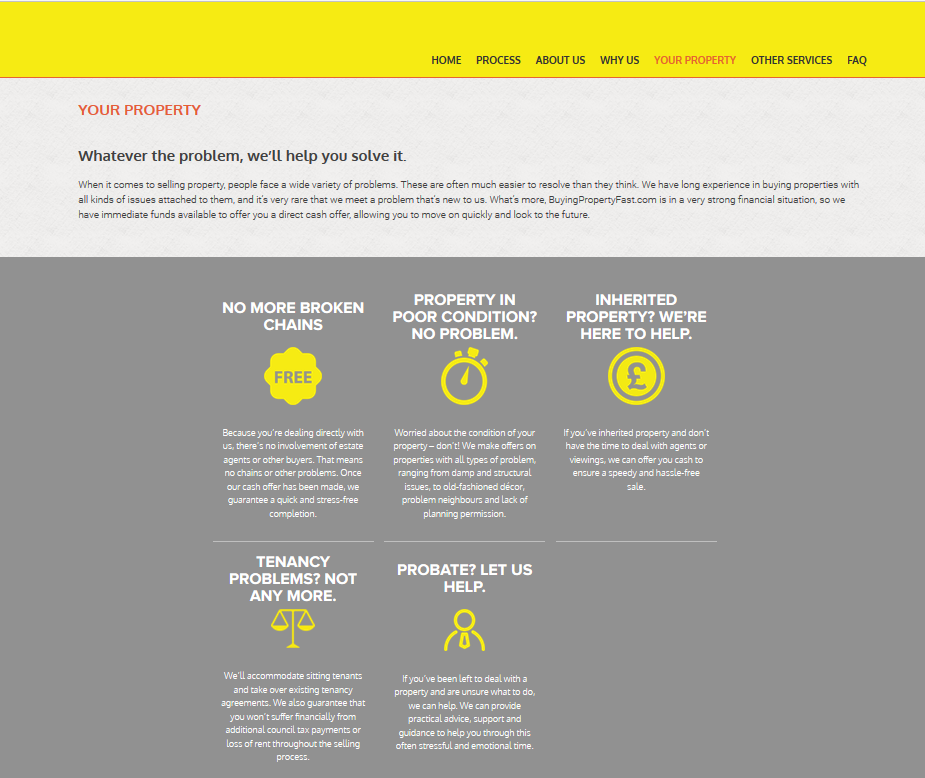 HOME PROCESS ABOUT US WHY US YOUR PROPERTY OTHER SERVICES FAQ
YOUR PROPERTY
Whatever the problem, we'll help you solve it.
When it comes to selling property, people face a wide variety of problems. These are often much easier to resolve than they think. We have long experience in buying properties with
all kinds of issues attached to them, and it's very rare that we meet a problem that's new to us. What's more, BuyingPropertyFast.com is in a very strong financial situation, so we
have immediate funds available to offer you a direct cash offer, allowing you to move on quickly and look to the future.
NO MORE BROKEN
CHAINS
FREE
Because you're dealing directly with
us, there's no involvement of estate
agents or other buyers. That means
no chains or other problems. Once
our cash offer has been made, we
guarantee a quick and stress-free
completion.
PROPERTY IN
POOR CONDITION?
NO PROBLEM.
Worried about the condition of your
property – don't! We make offers on
properties with all types of problem,
ranging from damp and structural
issues, to old-fashioned décor,
problem neighbours and lack of
planning permission.
INHERITED
PROPERTY? WE'RE
HERE TO HELP.
£
If you've inherited property and don't
have the time to deal with agents or
viewings, we can offer you cash to
ensure a speedy and hassle-free
sale.
TENANCY
PROBLEMS? NOT
ANY MORE.
We'll accommodate sitting tenants
and take over existing tenancy
agreements. We also guarantee that
you won't suffer financially from
additional council tax payments or
loss of rent throughout the selling
process.
PROBATE? LET US
HELP.
If you've been left to deal with a
property and are unsure what to do,
we can help. We can provide
practical advice, support and
guidance to help you through this
often stressful and emotional time.